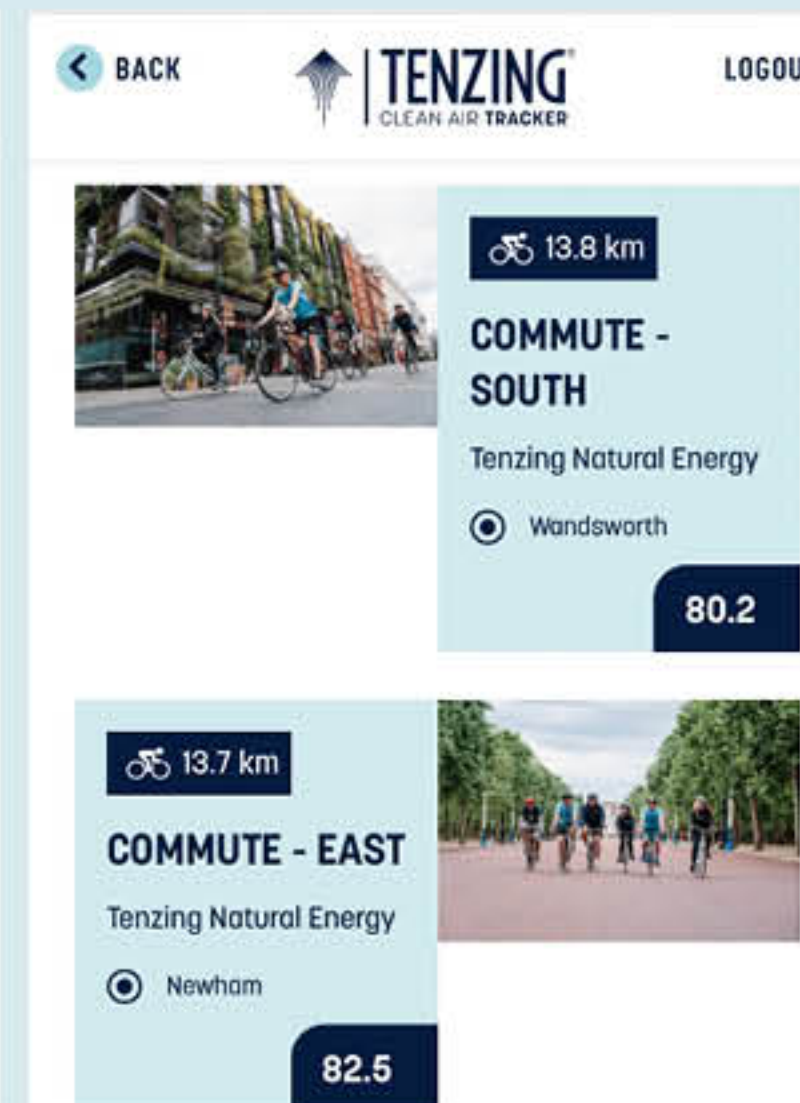 BACK
TENZING
CLEAN AIR TRACKER
LOGOU
13.8 km
COMMUTE -
SOUTH
Tenzing Natural Energy
Wandsworth
80.2
13.7 km
COMMUTE - EAST
Tenzing Natural Energy
Newham
82.5